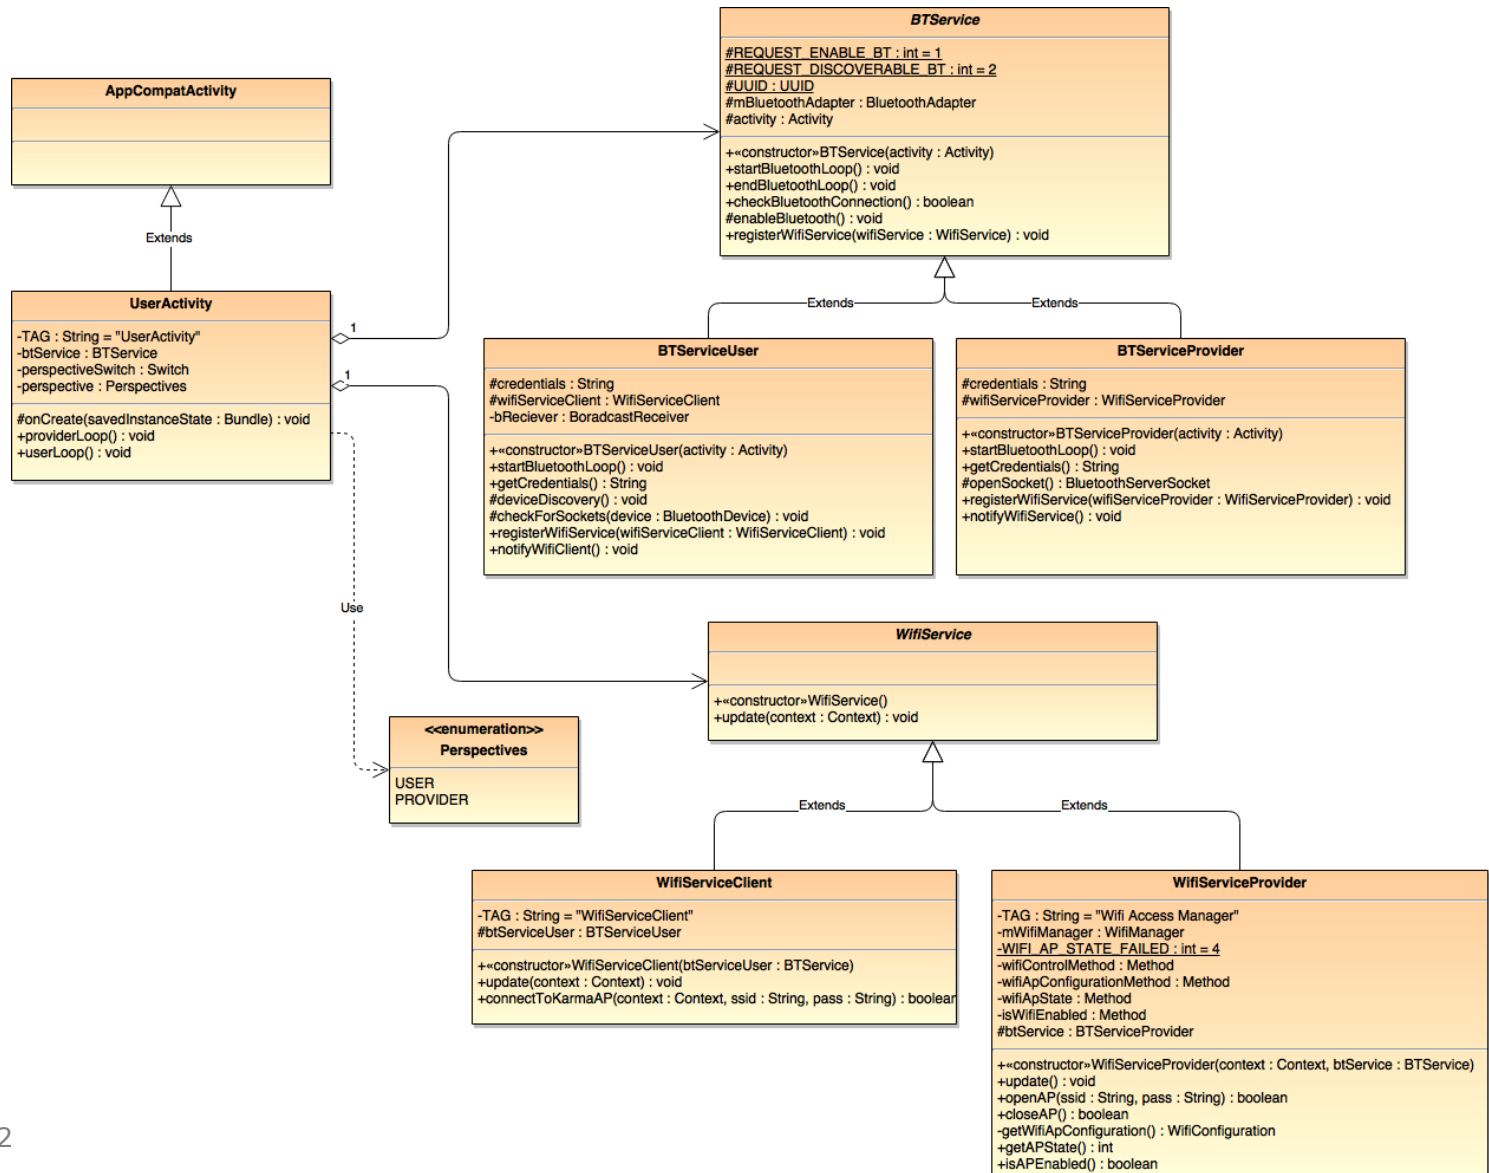 BTService
#REQUEST_ENABLE_BT : int = 1
#REQUEST_DISCOVERABLE_BT : int = 2
#UUID : UUID
#mBluetoothAdapter : BluetoothAdapter
#activity : Activity
+«constructor»BTService(activity : Activity)
+startBluetoothLoop() : void
+endBluetoothLoop() : void
+checkBluetoothConnection() : boolean
#enableBluetooth() : void
+registerWifiService(wifiService : WifiService) : void
AppCompatActivity
Extends
UserActivity
-TAG : String = "UserActivity"
-btService : BTService
-perspectiveSwitch : Switch
-perspective : Perspectives
#onCreate(savedInstanceState : Bundle) : void
+providerLoop() : void
+userLoop() : void
1
1
Use
Extends
Extends
BTServiceUser
#credentials : String
#wifiServiceClient : WifiServiceClient
-bReciever : BoradcastReceiver
+«constructor»BTServiceUser(activity : Activity)
+startBluetoothLoop() : void
+getCredentials() : String
#deviceDiscovery() : void
#checkForSockets(device : BluetoothDevice) : void
+registerWifiService(wifiServiceClient : WifiServiceClient) : void
+notifyWifiClient() : void
BTServiceProvider
#credentials : String
#wifiServiceProvider : WifiServiceProvider
+«constructor»BTServiceProvider(activity : Activity)
+startBluetoothLoop() : void
+getCredentials() : String
#openSocket() : BluetoothServerSocket
+registerWifiService(wifiServiceProvider : WifiServiceProvider) : void
+notifyWifiService() : void
WifiService
+«constructor»WifiService()
+update(context : Context) : void
<<enumeration>>
Perspectives
USER
PROVIDER
Extends
Extends
WifiServiceClient
-TAG : String = "WifiServiceClient"
#btServiceUser : BTServiceUser
+«constructor»WifiServiceClient(btServiceUser : BTService)
+update(context : Context) : void
+connectToKarmaAP(context : Context, ssid : String, pass : String) : boolean
WifiServiceProvider
-TAG : String = "Wifi Access Manager"
-mWifiManager : WifiManager
-WIFI_AP_STATE_FAILED : int = 4
-wifiControlMethod : Method
-wifiApConfigurationMethod : Method
-wifiApState : Method
-isWifiEnabled : Method
#btService : BTServiceProvider
+«constructor»WifiServiceProvider(context : Context, btService : BTService)
+update() : void
+openAP(ssid : String, pass : String) : boolean
+closeAP() : boolean
-getWifiApConfiguration() : WifiConfiguration
+getAPState() : int
+isAPEnabled() : boolean
2